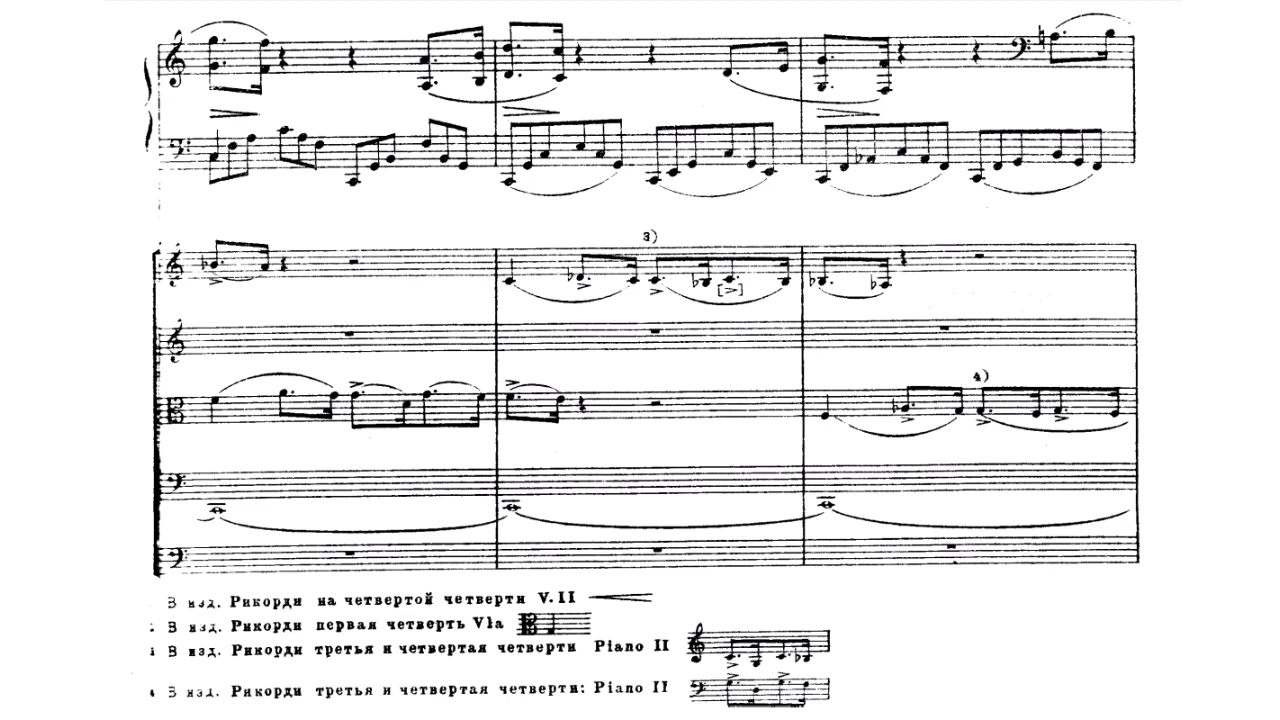 3)
4)
В изд. Рикорди на четвертой четверти V.II
В изд. Рикорди первая четверть Vla
В изд. Рикорди третья и четвертая четверти Piano II
4 В изд. Рикорди третья и четвертая четверти: Piano II